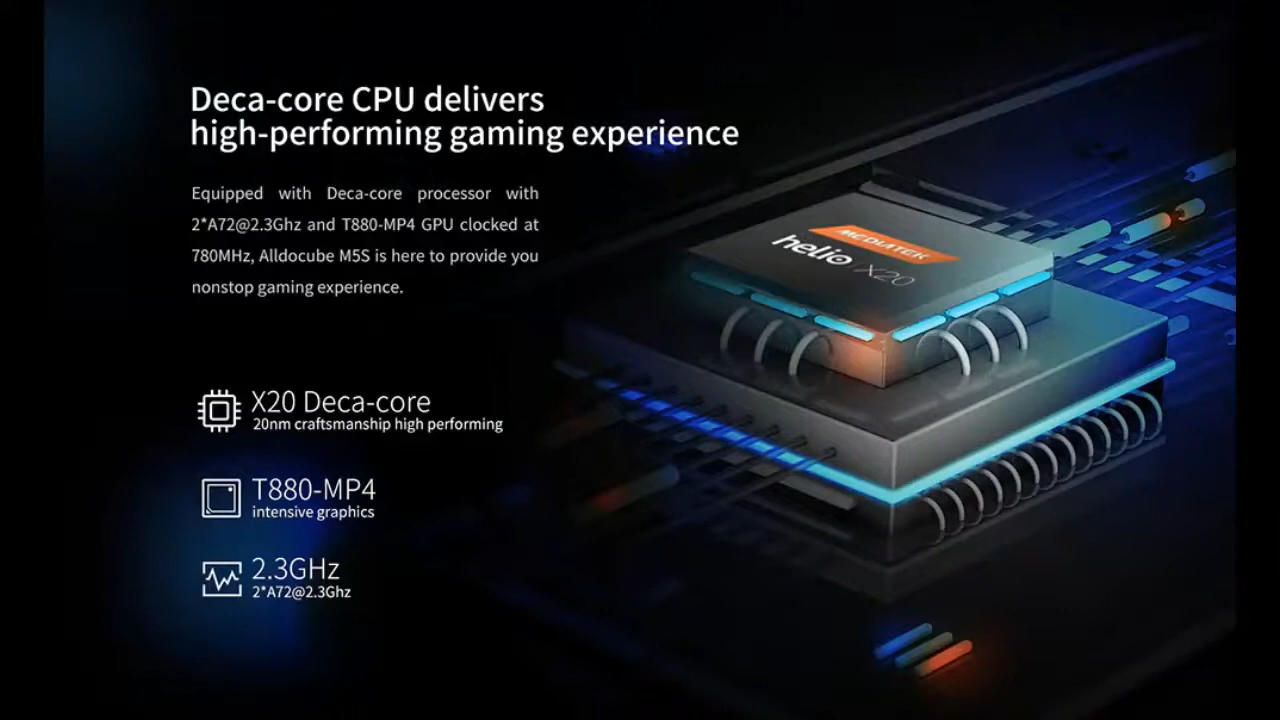 Deca-core CPU delivers
high-performing gaming experience
Equipped with Deca-core processor with
2*A72@2.3Ghz and T880-MP4 GPU clocked at
780MHz, Alldocube M5S is here to provide you
nonstop gaming experience.
MEDIATEK
helio X20
X20 Deca-core
20nm craftsmanship high performing
T880-MP4
intensive graphics
2.3GHz
2*A72@2.3Ghz